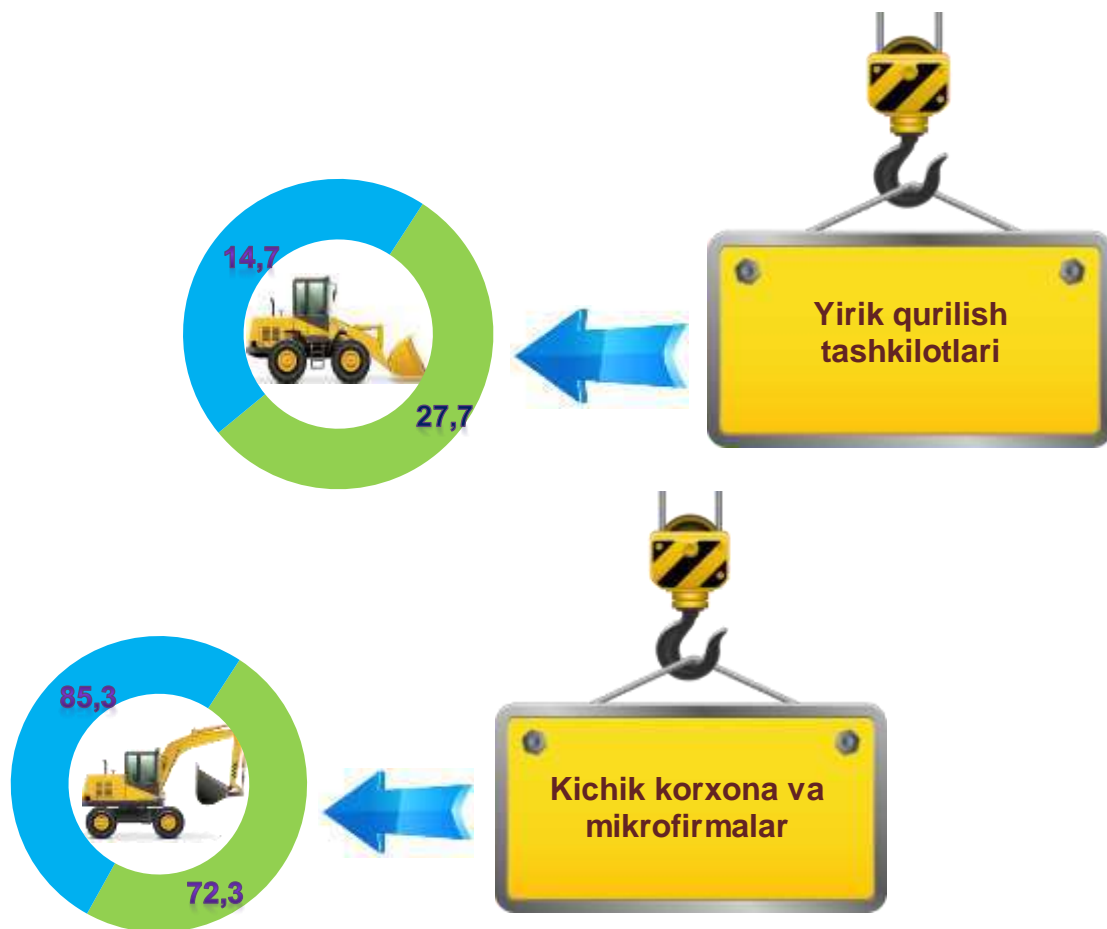 14,7
27,7
Yirik qurilish
tashkilotlari
85,3
72,3
Kichik korxona va
mikrofirmalar